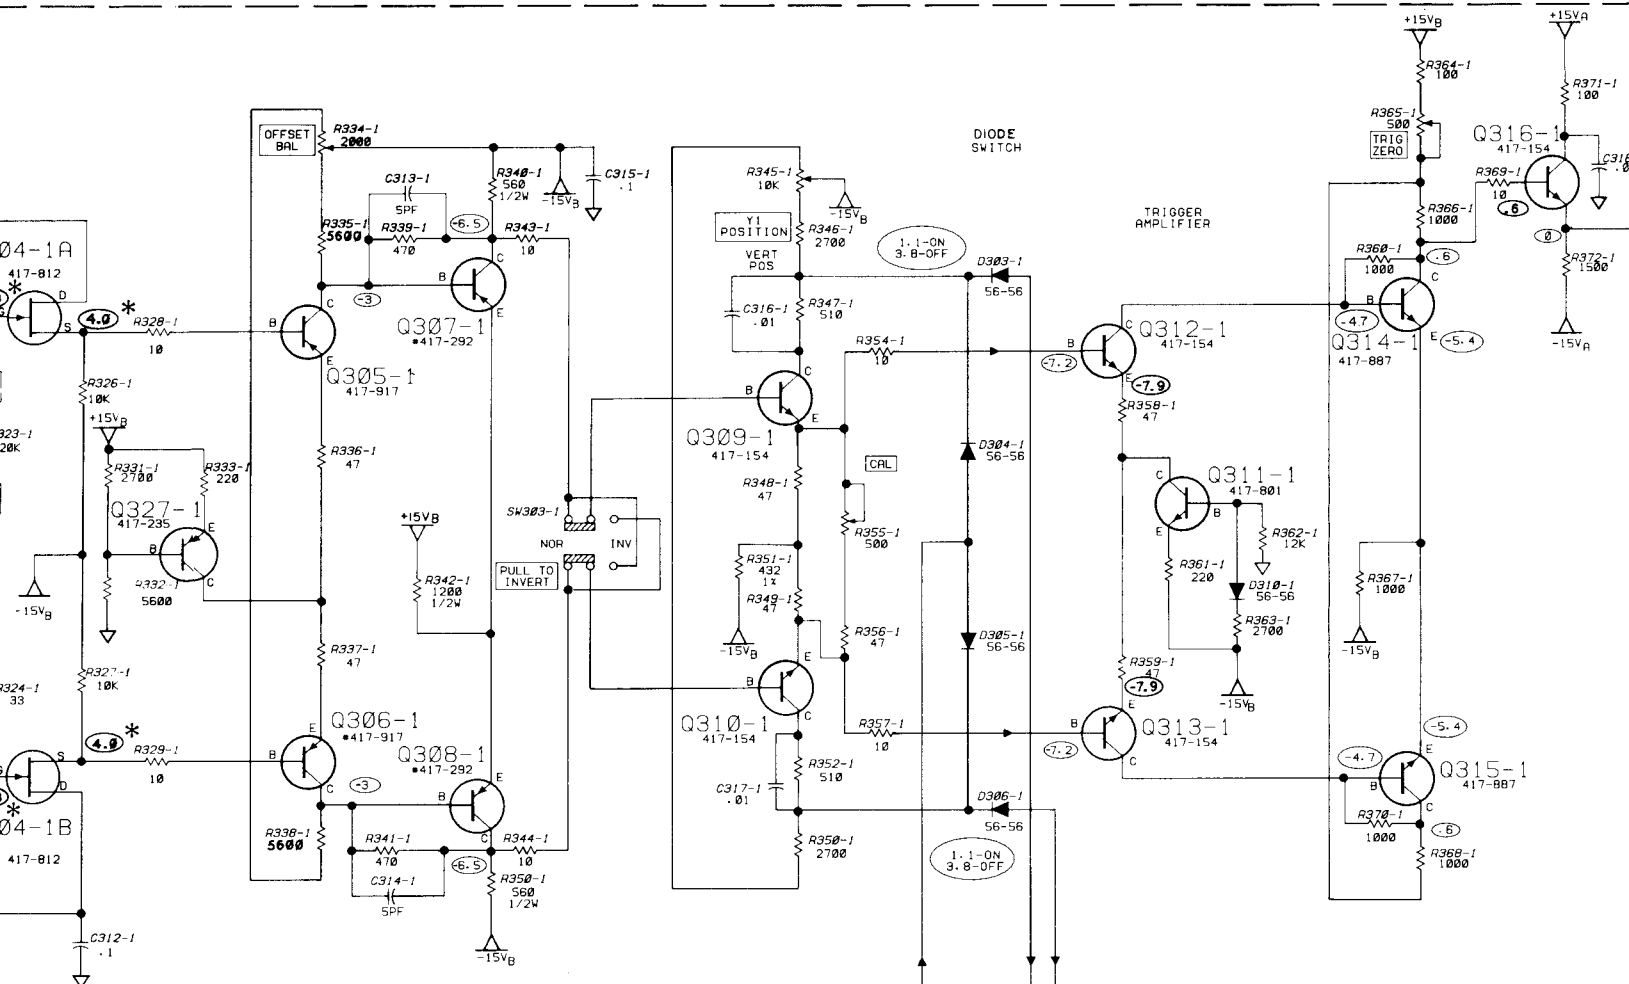 +15VB
+15VA
R364-1
100
R371-1
100
R365-1
500
TRIG
ZERO
Q316-1
417-154
R369-1
10
.6
0
R372-1
1500
-15VA
OFFSET
BAL
R334-1
2000
C313-1
5PF
R340-1
560
1/2W
-15VB
C315-1
.1
-6.5
R335-1
5600
R339-1
470
R343-1
10
-3
Q307-1
*417-292
B
C
E
04-1A
417-812
*
D
S
4.0
*
R328-1
10
B
C
E
Q305-1
417-917
R326-1
10K
+15VB
R331-1
2700
R333-1
220
Q327-1
417-235
B
E
C
R332-1
5600
-15VB
323-1
20K
R336-1
47
+15VB
R342-1
1200
1/2W
R337-1
47
R327-1
10K
R324-1
33
4.0
*
R329-1
10
S
D
G
*
04-1B
417-812
C312-1
.1
Q306-1
*417-917
E
B
C
Q308-1
*417-292
E
B
C
-3
R338-1
5600
R341-1
470
-6.5
R344-1
10
C314-1
5PF
R350-1
560
1/2W
-15VB
SW303-1
NOR
INV
PULL TO
INVERT
DIODE
SWITCH
R345-1
10K
-15VB
Y1
POSITION
VERT
POS
R346-1
2700
1.1-ON
3.8-OFF
D303-1
56-56
C316-1
.01
R347-1
510
B
C
E
Q309-1
417-154
R354-1
10
R348-1
47
CAL
R355-1
500
D304-1
56-56
R351-1
432
1%
R349-1
47
-15VB
R356-1
47
D305-1
56-56
E
B
C
Q310-1
417-154
R357-1
10
R352-1
510
C317-1
.01
D306-1
56-56
R350-1
2700
1.1-ON
3.8-OFF
TRIGGER
AMPLIFIER
Q312-1
417-154
B
C
E
-7.2
-7.9
R358-1
47
Q311-1
417-801
C
B
E
R362-1
12K
R361-1
220
D310-1
56-56
R363-1
2700
-15VB
R359-1
47
-7.9
Q313-1
417-154
E
B
C
-7.2
R366-1
1000
R360-1
1000
.6
C
B
E
-4.7
Q314-1
417-887
-5.4
R367-1
1000
-15VB
-5.4
-4.7
E
B
C
Q315-1
417-887
R370-1
1000
.6
R368-1
1000